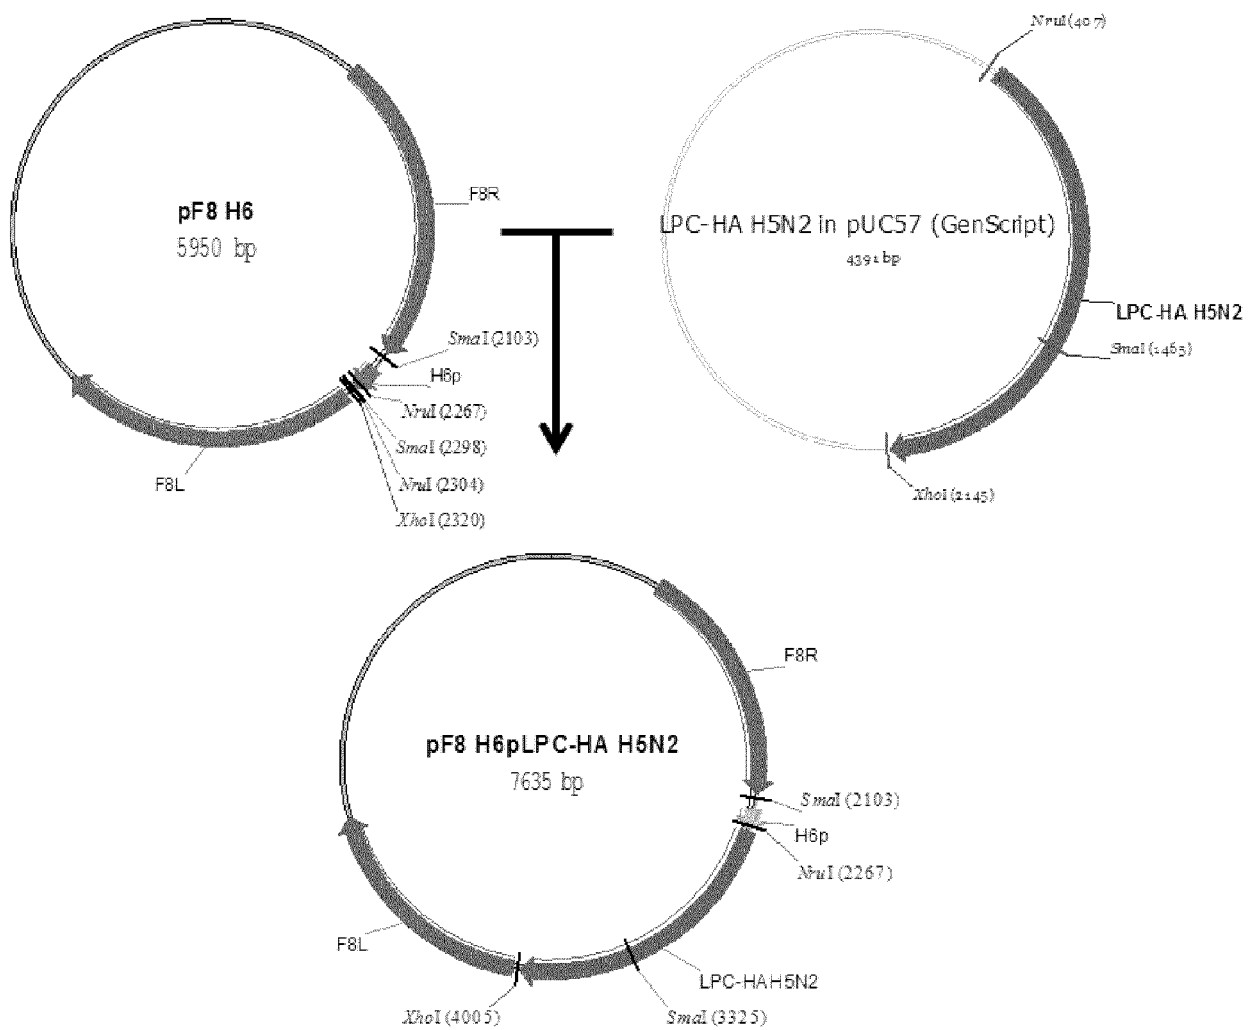 NruI (407)
F8R
pF8 H6
5950 bp
LPC-HA H5N2 in pUC57 (GenScript)
4391 bp
LPC-HA H5N2
SmaI (2103)
SmaI (1465)
H6p
NruI (2267)
SmaI (2298)
F8L
NruI (2304)
XhoI (2320)
XhoI (2145)
F8R
pF8 H6pLPC-HA H5N2
7635 bp
SmaI (2103)
H6p
NruI (2267)
F8L
LPC-HA H5N2
XhoI (4005)
SmaI (3325)